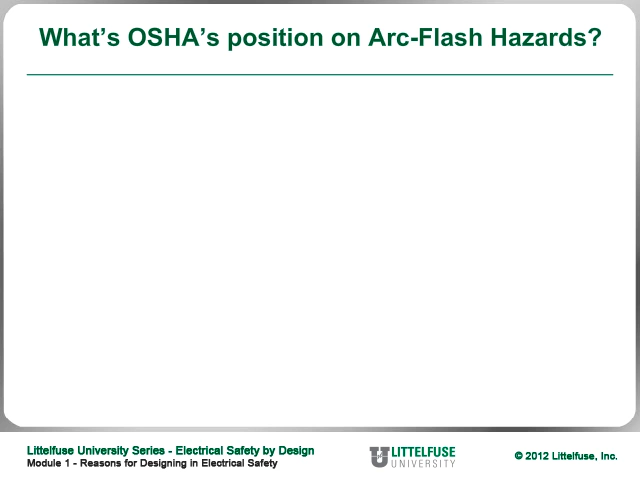 What’s OSHA’s position on Arc-Flash Hazards?
Littelfuse University Series - Electrical Safety by Design
Module 1 - Reasons for Designing in Electrical Safety
LITTELFUSE
UNIVERSITY
© 2012 Littelfuse, Inc.